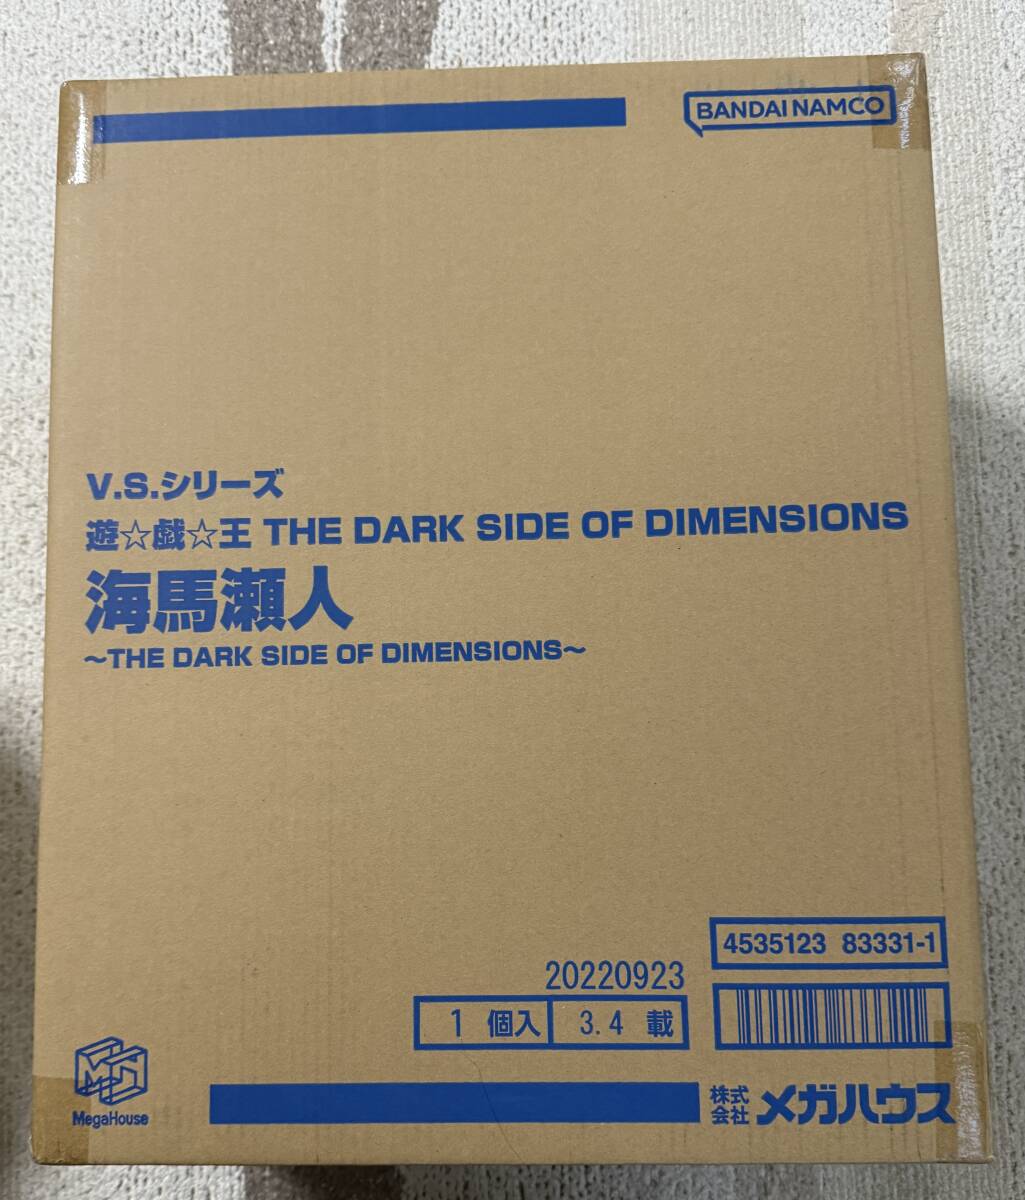 BANDAI NAMCO
V.S.シリーズ
遊☆戯☆王 THE DARK SIDE OF DIMENSIONS
海馬瀬人
～THE DARK SIDE OF DIMENSIONS～
4535123 83331-1
20220923
1 個入 3.4 載
MegaHouse
株式会社 メガハウス